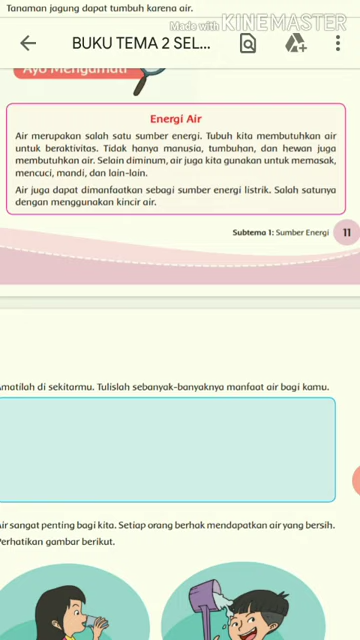 Tanaman jagung dapat tumbuh karena air.
Made with KINEMASTER
BUKU TEMA 2 SEL...
Ayo Mengamati
Energi Air
Air merupakan salah satu sumber energi. Tubuh kita membutuhkan air
untuk beraktivitas. Tidak hanya manusia, tumbuhan, dan hewan juga
membutuhkan air. Selain diminum, air juga kita gunakan untuk memasak,
mencuci, mandi, dan lain-lain.
Air juga dapat dimanfaatkan sebagi sumber energi listrik. Salah satunya
dengan menggunakan kincir air.
Subtema 1: Sumber Energi 11
Amatilah di sekitarmu. Tulislah sebanyak-banyaknya manfaat air bagi kamu.
Air sangat penting bagi kita. Setiap orang berhak mendapatkan air yang bersih.
Perhatikan gambar berikut.